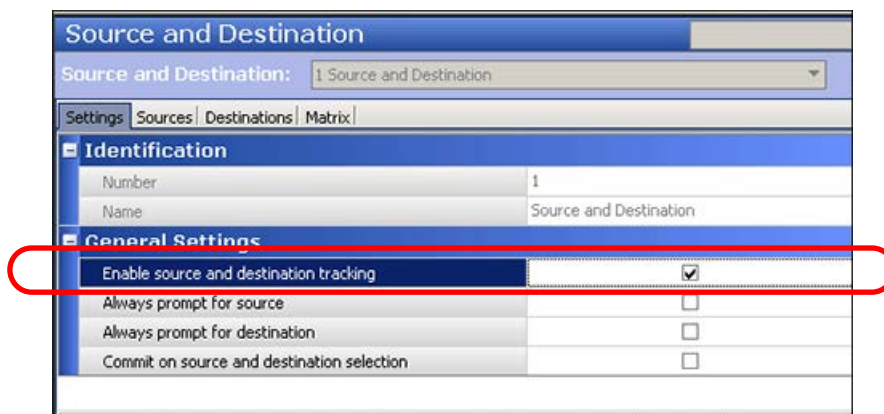 Source and Destination
Source and Destination: 1 Source and Destination
Settings Sources Destinations Matrix
Identification
Number 1
Name Source and Destination
General Settings
Enable source and destination tracking
Always prompt for source
Always prompt for destination
Commit on source and destination selection